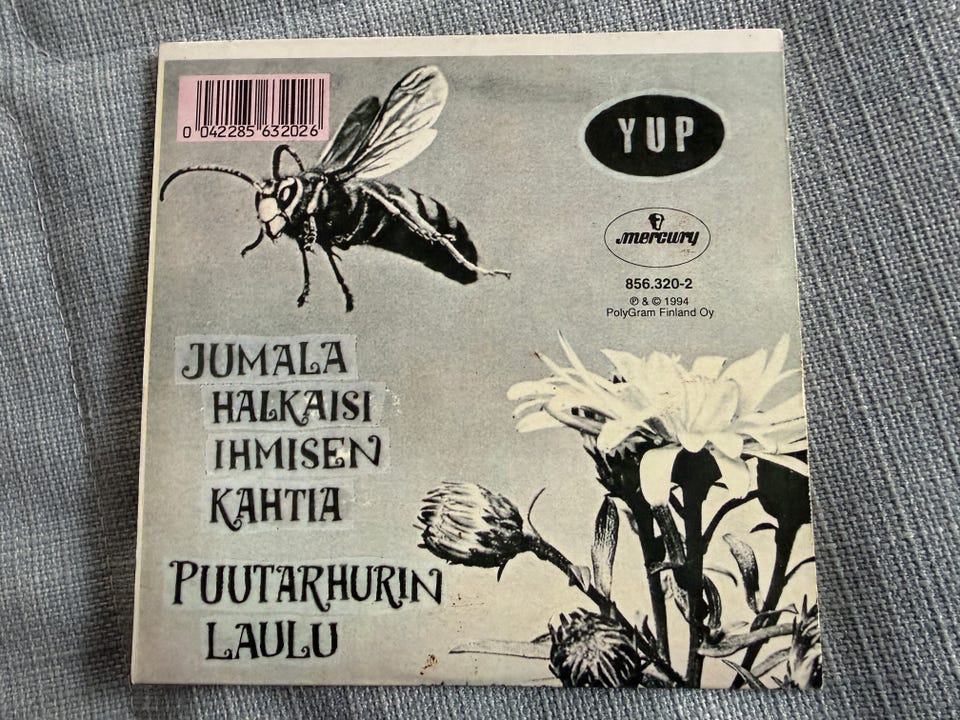 0 042285 632026
YUP
mercury
856.320-2
℗ & © 1994
PolyGram Finland Oy
JUMALA
HALKAISI
IHMISEN
KAHTIA
PUUTARHURIN
LAULU